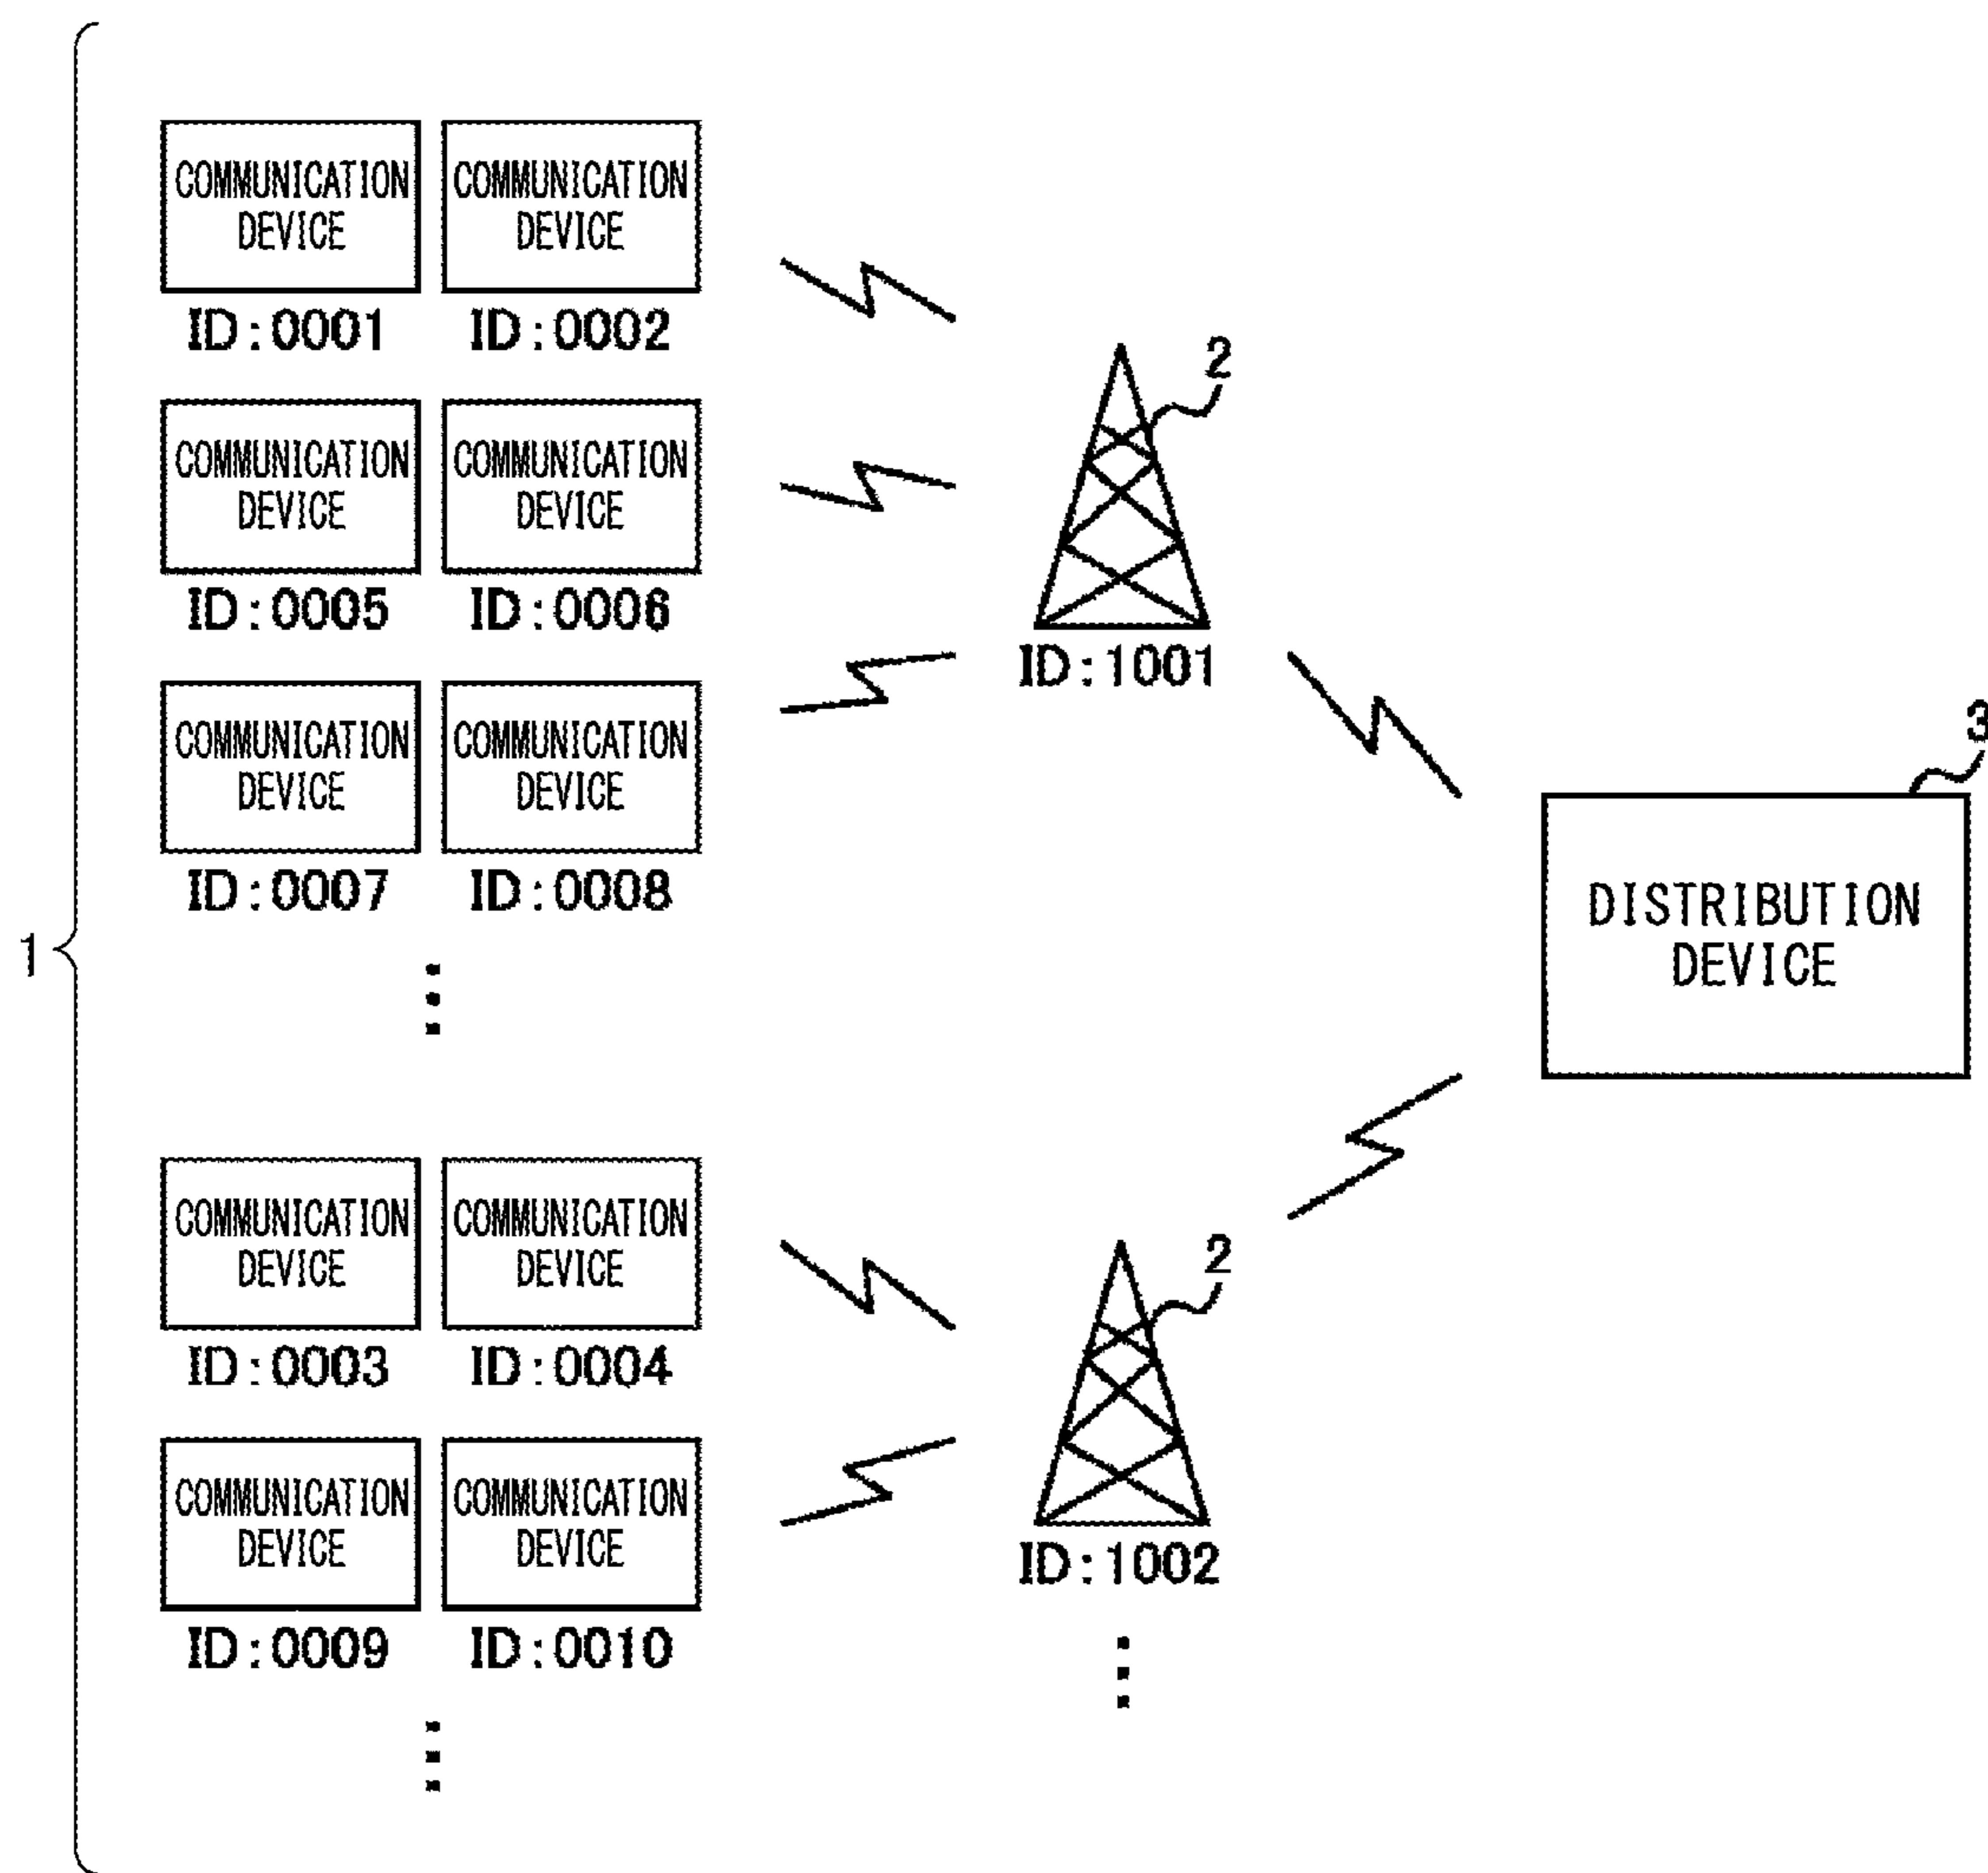 COMMUNICATION DEVICE
COMMUNICATION DEVICE
ID:0001
ID:0002
2
COMMUNICATION DEVICE
COMMUNICATION DEVICE
ID:0005
ID:0006
ID:1001
COMMUNICATION DEVICE
COMMUNICATION DEVICE
ID:0007
ID:0008
3
DISTRIBUTION DEVICE
1
COMMUNICATION DEVICE
COMMUNICATION DEVICE
ID:0003
ID:0004
2
COMMUNICATION DEVICE
COMMUNICATION DEVICE
ID:0009
ID:0010
ID:1002